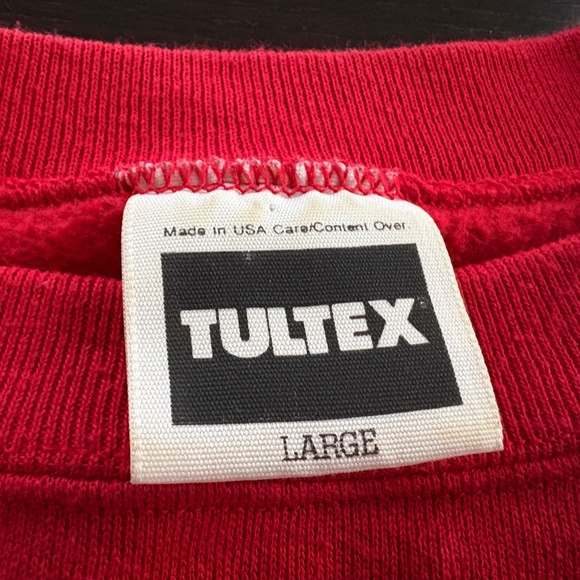 Made In USA Care/Content Over
TULTEX
LARGE